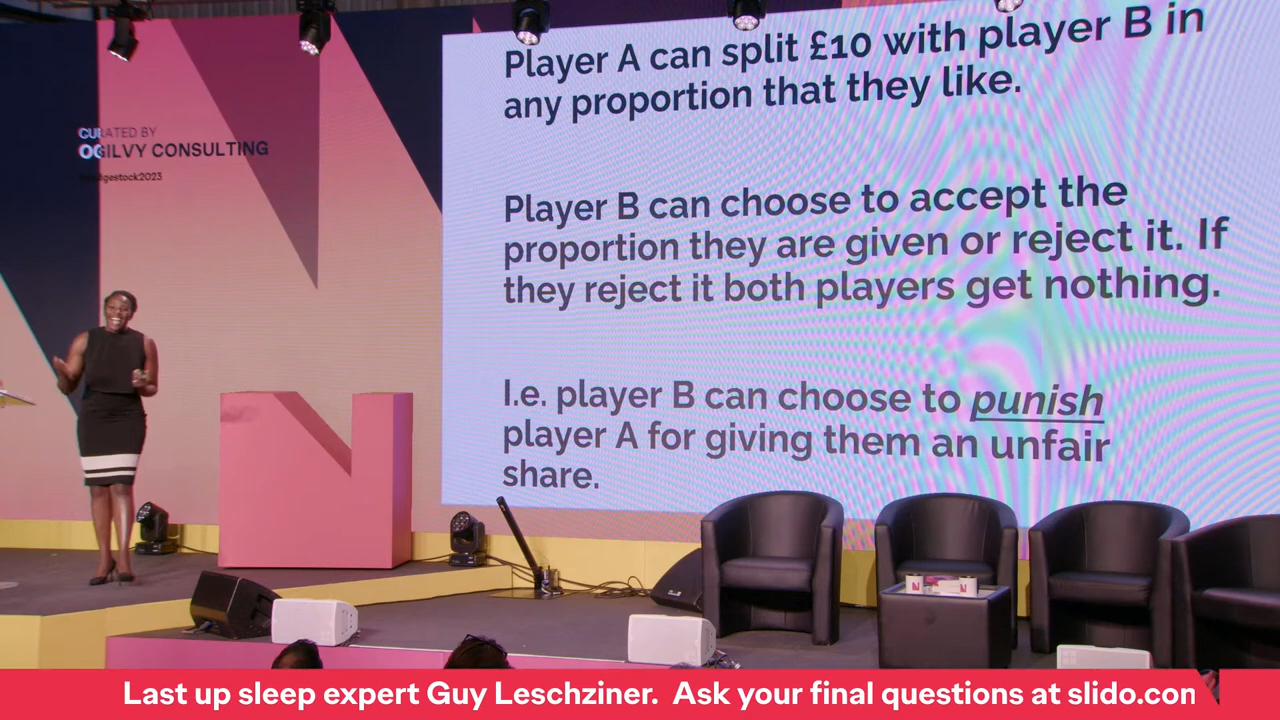 Player A can split £10 with player B in
any proportion that they like.
CURATED BY
OGILVY CONSULTING
Player B can choose to accept the
proportion they are given or reject it. If
they reject it both players get nothing.
I.e. player B can choose to punish
player A for giving them an unfair
share.
N
Last up sleep expert Guy Leschziner. Ask your final questions at slido.con